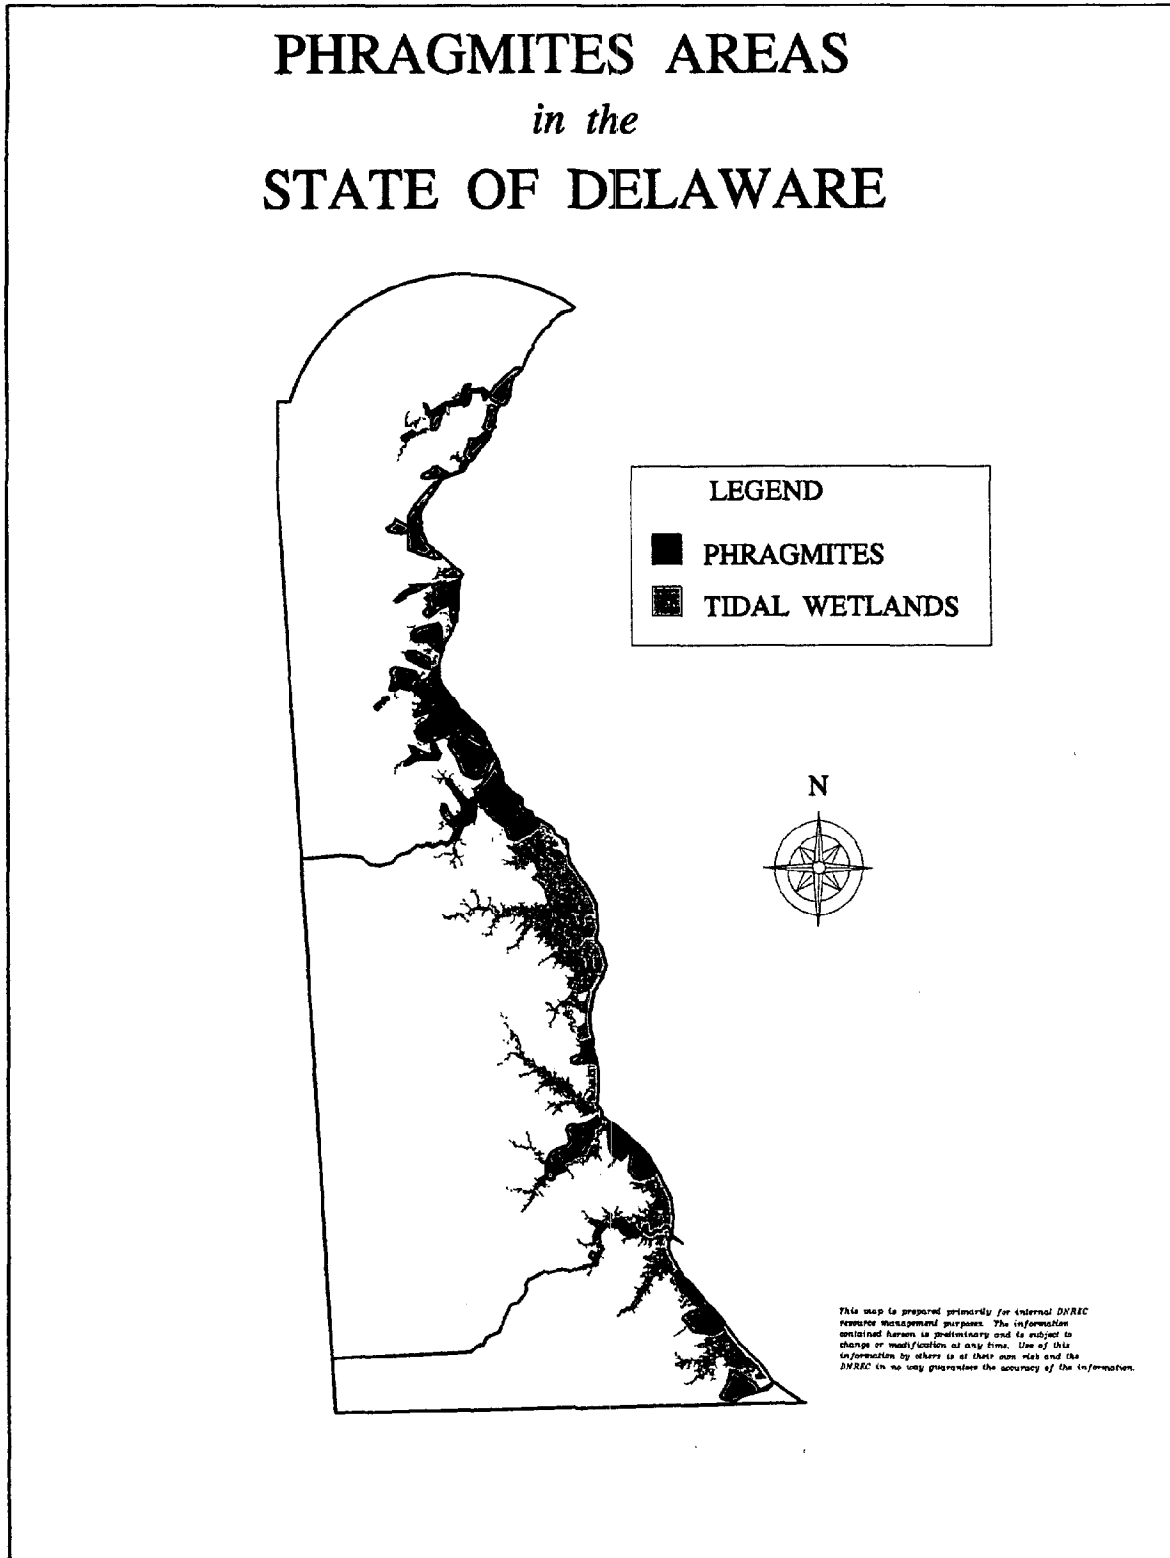 PHRAGMITES AREAS
in the
STATE OF DELAWARE
LEGEND
PHRAGMITES
TIDAL WETLANDS
N
This map is prepared primarily for internal DNREC
resource management purposes. The information
contained hereon is preliminary and is subject to
change or modification at any time. Use of this
information by others is at their own risk and the
DNREC in no way guarantees the accuracy of the information.